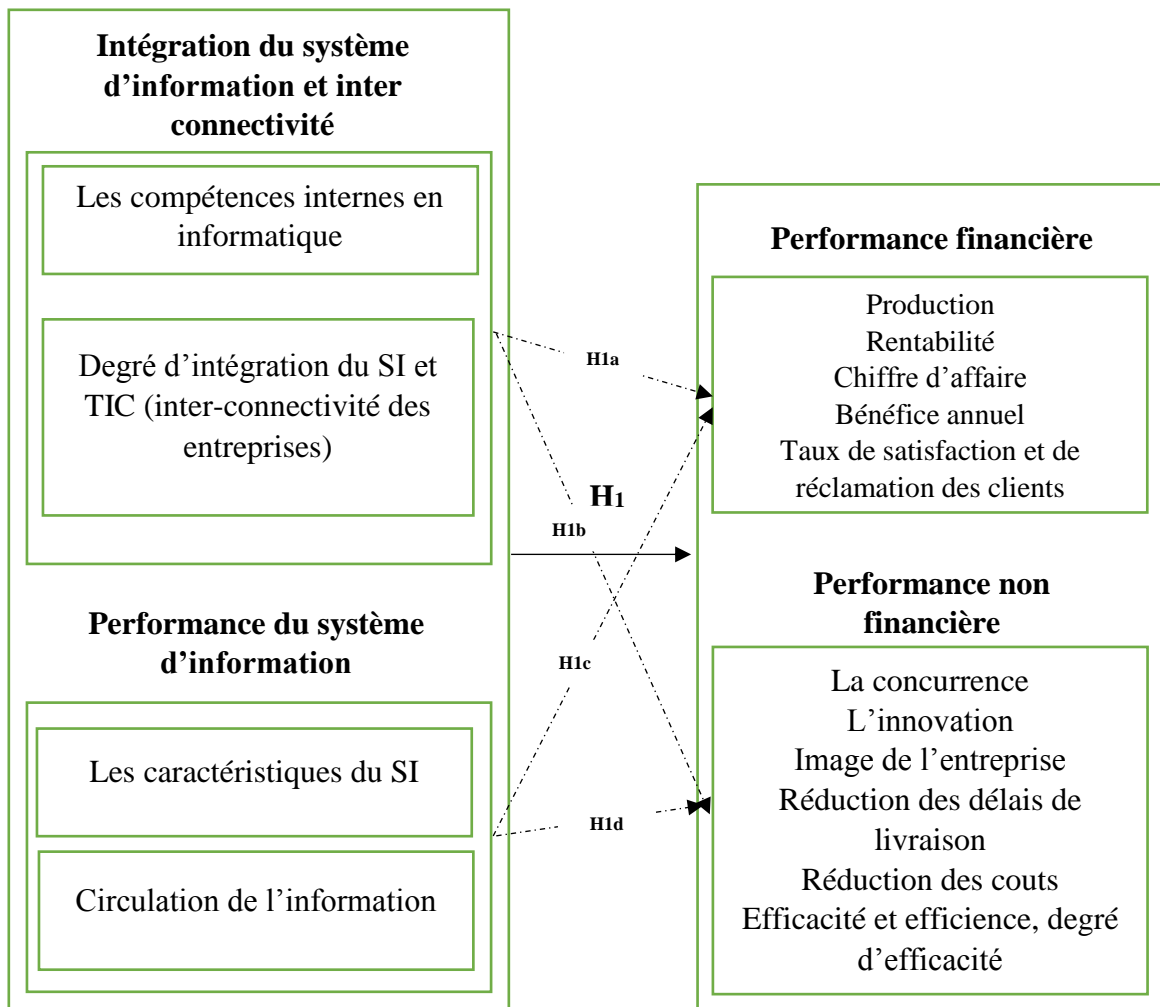 Intégration du système
d’information et inter
connectivité
Les compétences internes en
informatique
Degré d’intégration du SI et
TIC (inter-connectivité des
entreprises)
Performance du système
d’information
Les caractéristiques du SI
Circulation de l’information
H1a
H1
H1b
H1c
H1d
Performance financière
Production
Rentabilité
Chiffre d’affaire
Bénéfice annuel
Taux de satisfaction et de
réclamation des clients
Performance non
financière
La concurrence
L’innovation
Image de l’entreprise
Réduction des délais de
livraison
Réduction des couts
Efficacité et efficience, degré
d’efficacité